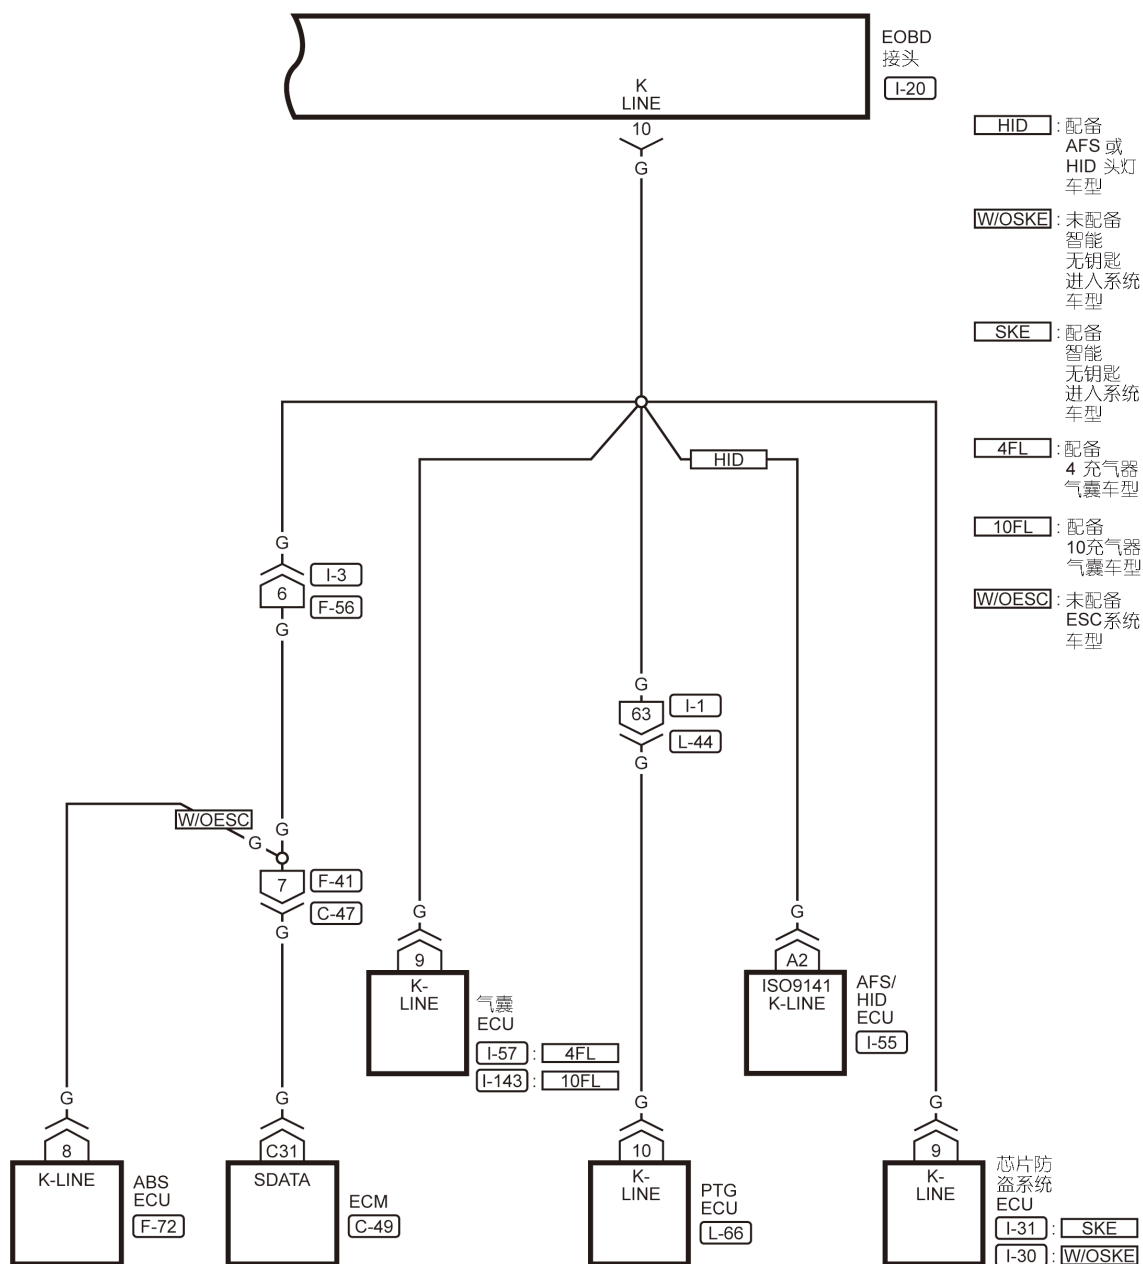 EOBD
接头
I-20
K
LINE
10
G
HID : 配备
AFS 或
HID 头灯
车型
W/OSKE : 未配备
智能
无钥匙
进入系统
车型
SKE : 配备
智能
无钥匙
进入系统
车型
4FL : 配备
4 充气器
气囊车型
10FL : 配备
10充气器
气囊车型
W/OESC : 未配备
ESC系统
车型
HID
G
I-3
6
F-56
G
G
63
I-1
L-44
G
W/OESC
G
G
7
F-41
C-47
G
G
9
K-
LINE
气囊
ECU
I-57 : 4FL
I-143 : 10FL
G
A2
ISO9141
K-LINE
AFS/
HID
ECU
I-55
G
8
K-LINE
ABS
ECU
F-72
G
C31
SDATA
ECM
C-49
G
10
K-
LINE
PTG
ECU
L-66
G
9
K-
LINE
芯片防
盗系统
ECU
I-31 : SKE
I-30 : W/OSKE